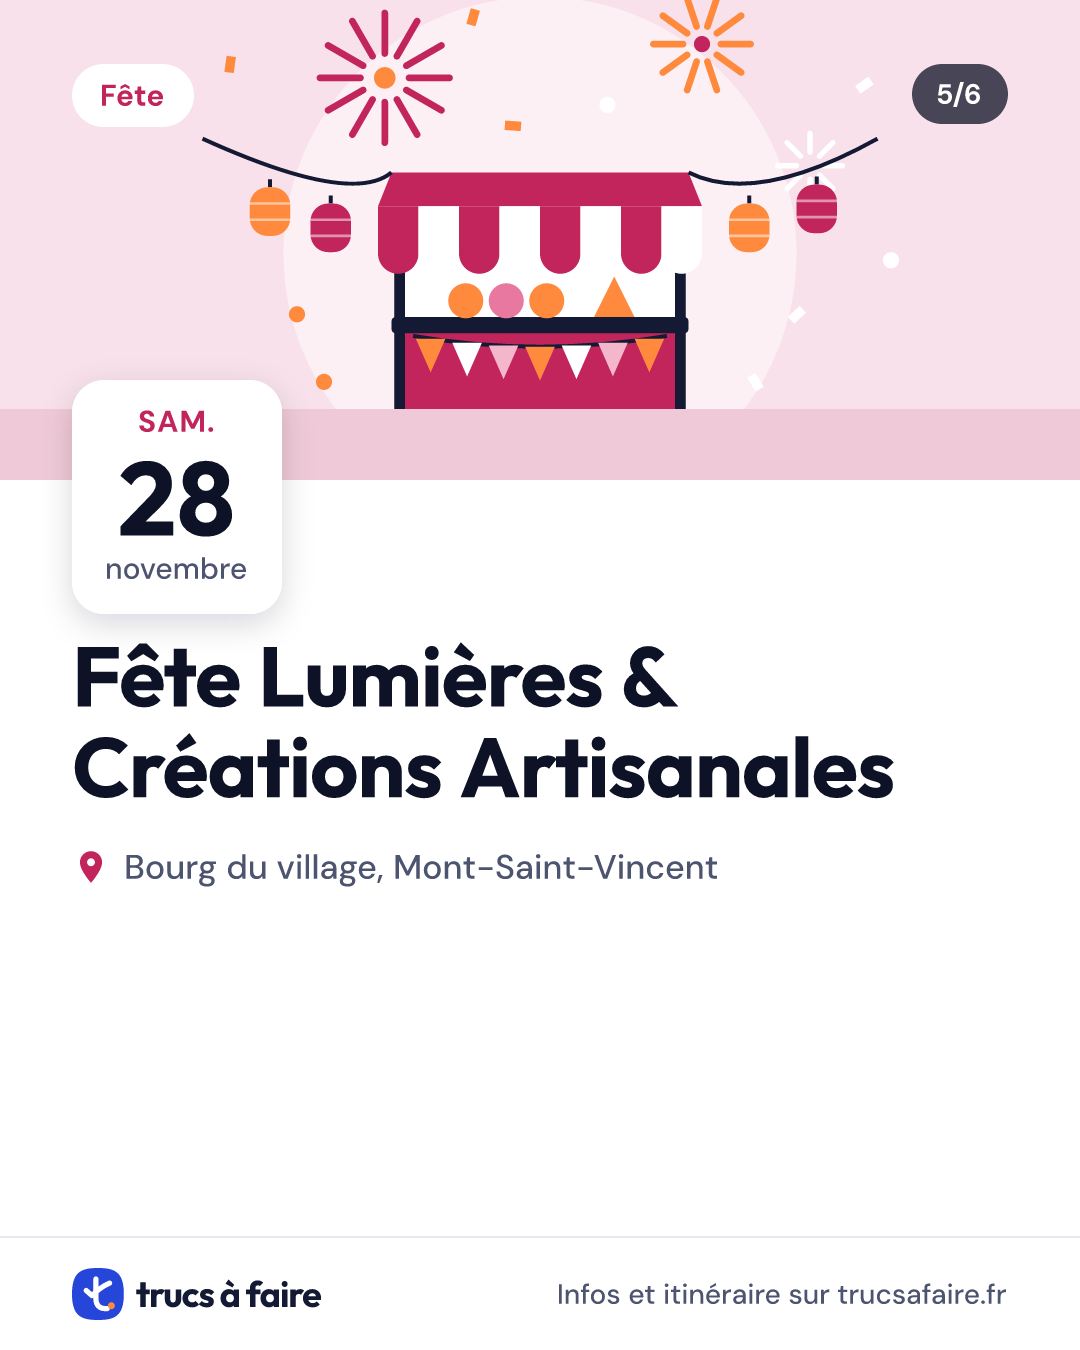 Fête
5/6
SAM.
28
novembre
Fête Lumières &
Créations Artisanales
Bourg du village, Mont-Saint-Vincent
trucs à faire
Infos et itinéraire sur trucsafaire.fr